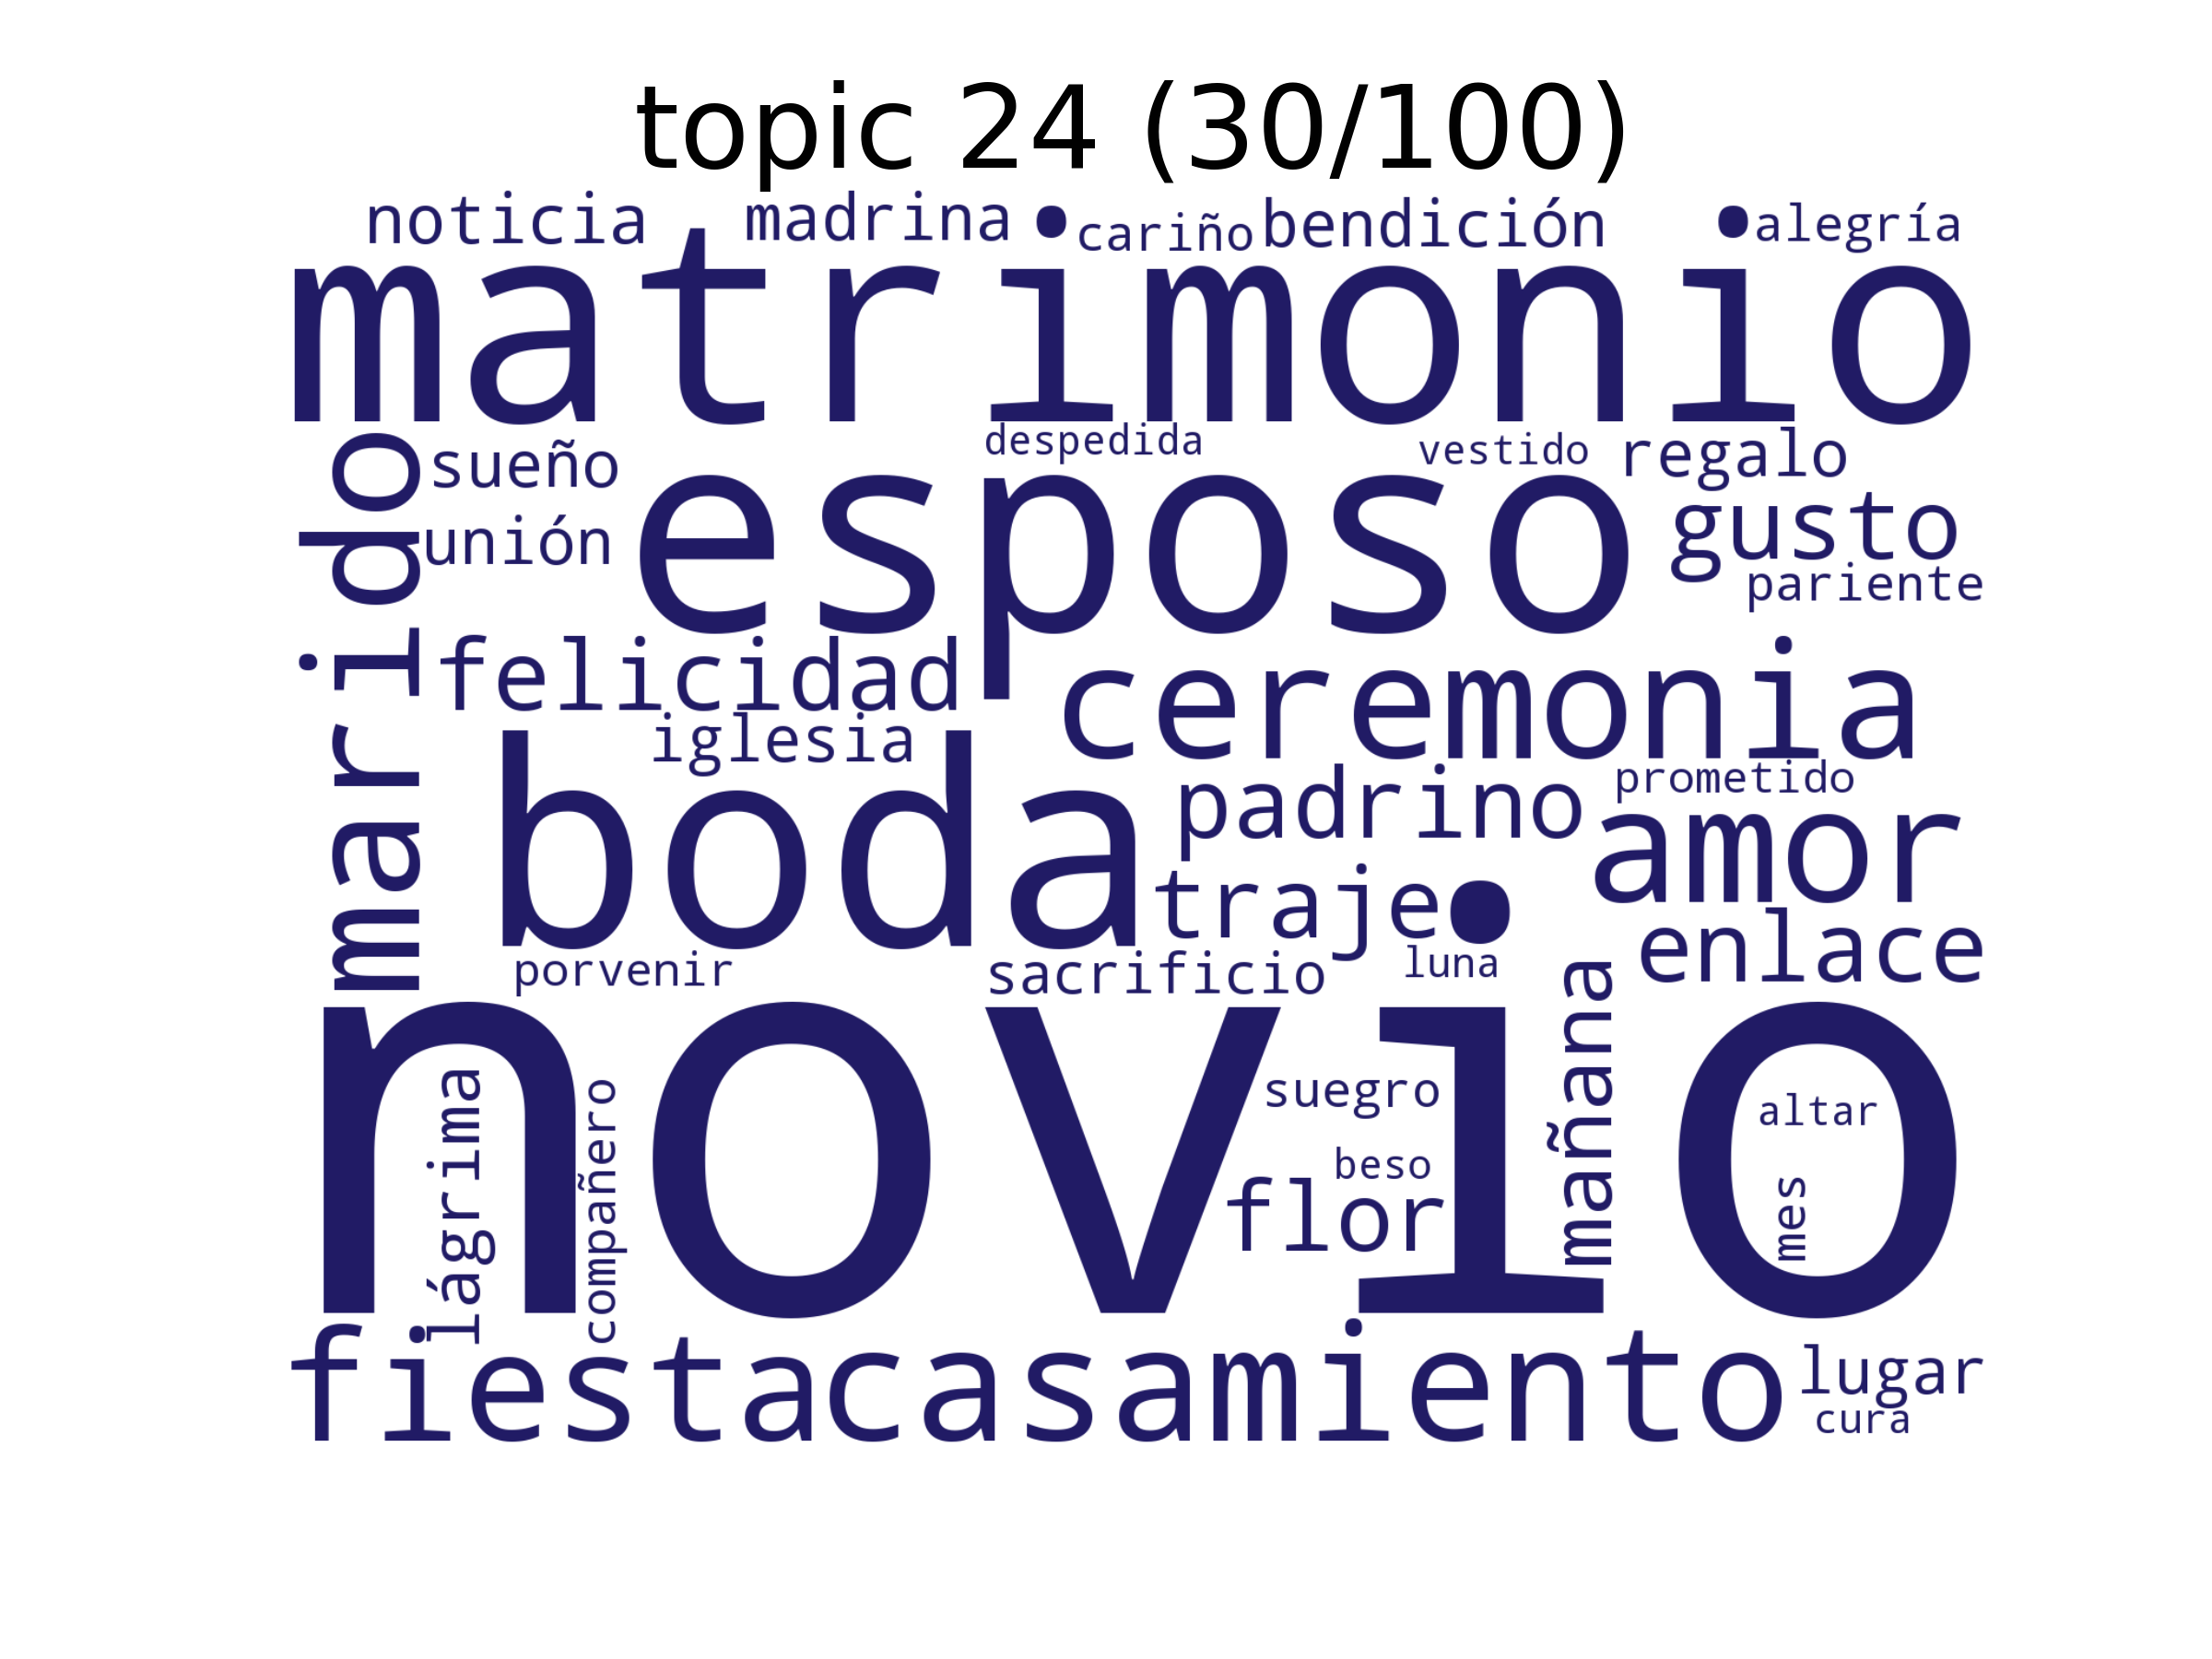 topic 24 (30/100)
noticia madrina cariño bendición alegría
matrimonio
marido
sueño despedida vestido regalo
unión esposo gusto
pariente
felicidad ceremonia
iglesia
boda padrino prometido
amor
traje
enlace
porvenir sacrificio luna
novio
mañana
lágrima compañero suegro altar
beso
flor mes
fiesta casamiento lugar
cura